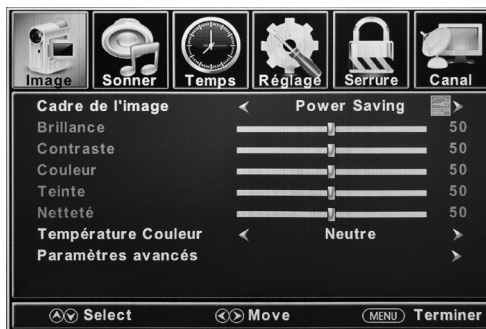 Image Sonner Temps Réglage Serrure Canal
Cadre de l'image Power Saving
Brillance 50
Contraste 50
Couleur 50
Teinte 50
Netteté 50
Température Couleur Neutre
Paramètres avancés
Select Move MENU Terminer